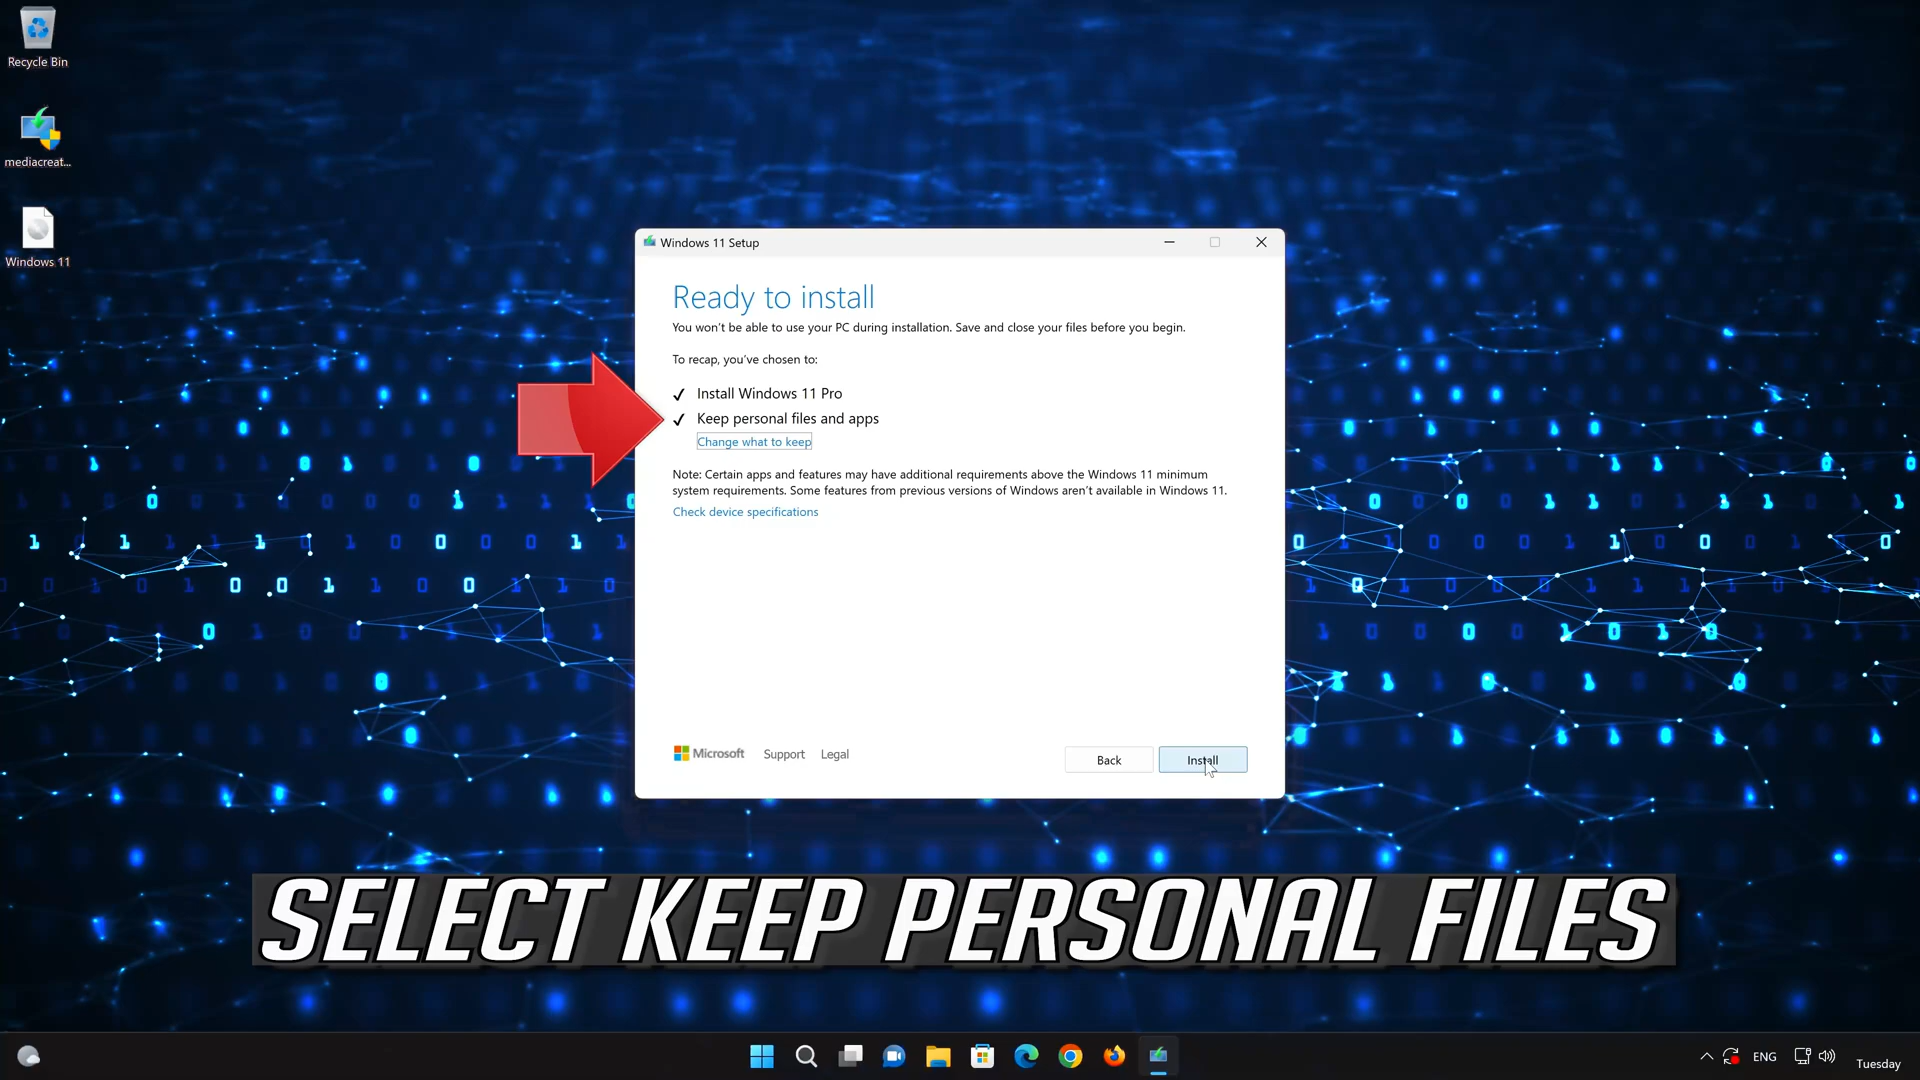 Recycle Bin
mediacreat...
Windows 11
Windows 11 Setup
Ready to install
You won't be able to use your PC during installation. Save and close your files before you begin.
To recap, you've chosen to:
Install Windows 11 Pro
Keep personal files and apps
Change what to keep
Note: Certain apps and features may have additional requirements above the Windows 11 minimum
system requirements. Some features from previous versions of Windows aren't available in Windows 11.
Check device specifications
Microsoft Support Legal
Back Install
SELECT KEEP PERSONAL FILES
ENG
Tuesday